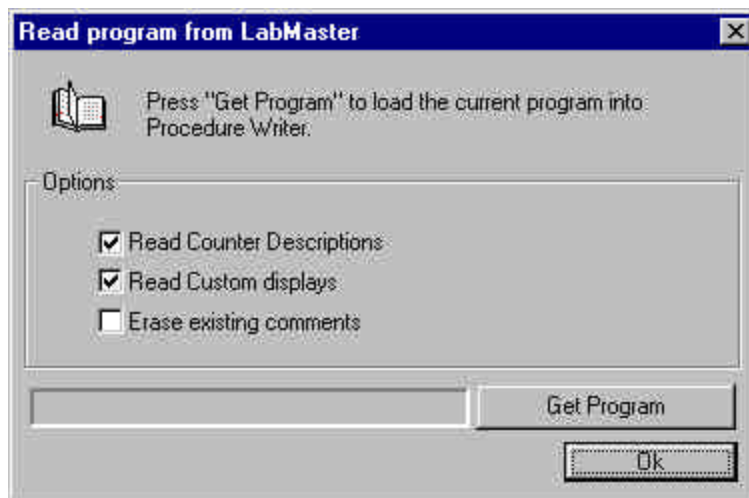 Read program from LabMaster
Press "Get Program" to load the current program into
Procedure Writer.
Options
Read Counter Descriptions
Read Custom displays
Erase existing comments
Get Program
Ok